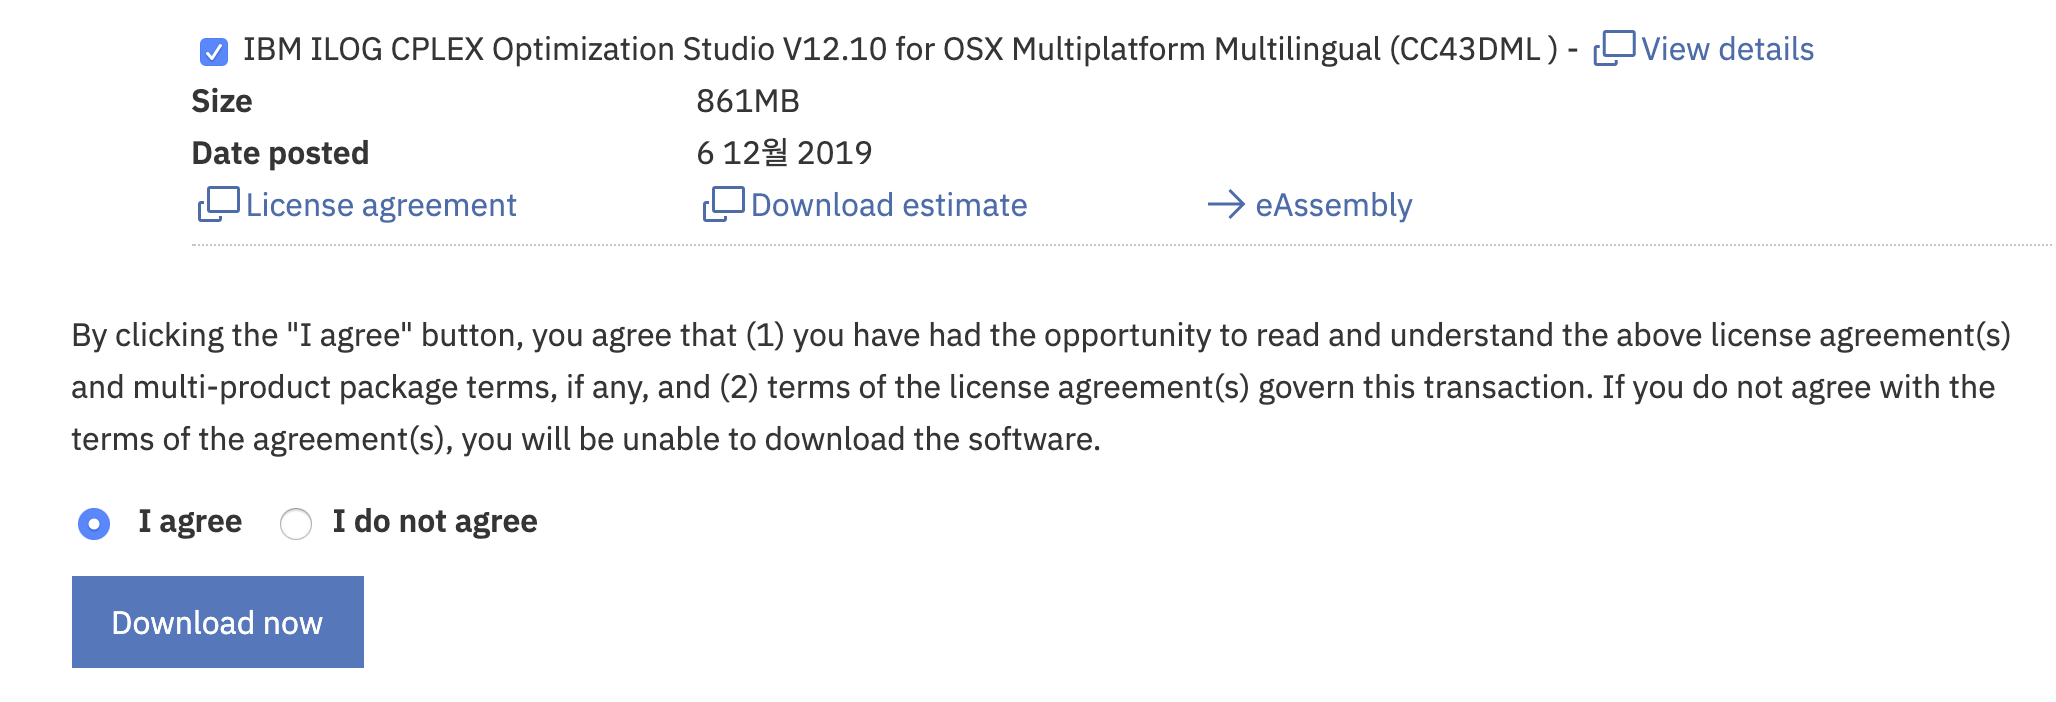 IBM ILOG CPLEX Optimization Studio V12.10 for OSX Multiplatform Multilingual (CC43DML ) - View details
Size 861MB
Date posted 6 12월 2019
License agreement Download estimate eAssembly
By clicking the "I agree" button, you agree that (1) you have had the opportunity to read and understand the above license agreement(s)
and multi-product package terms, if any, and (2) terms of the license agreement(s) govern this transaction. If you do not agree with the
terms of the agreement(s), you will be unable to download the software.
I agree I do not agree
Download now